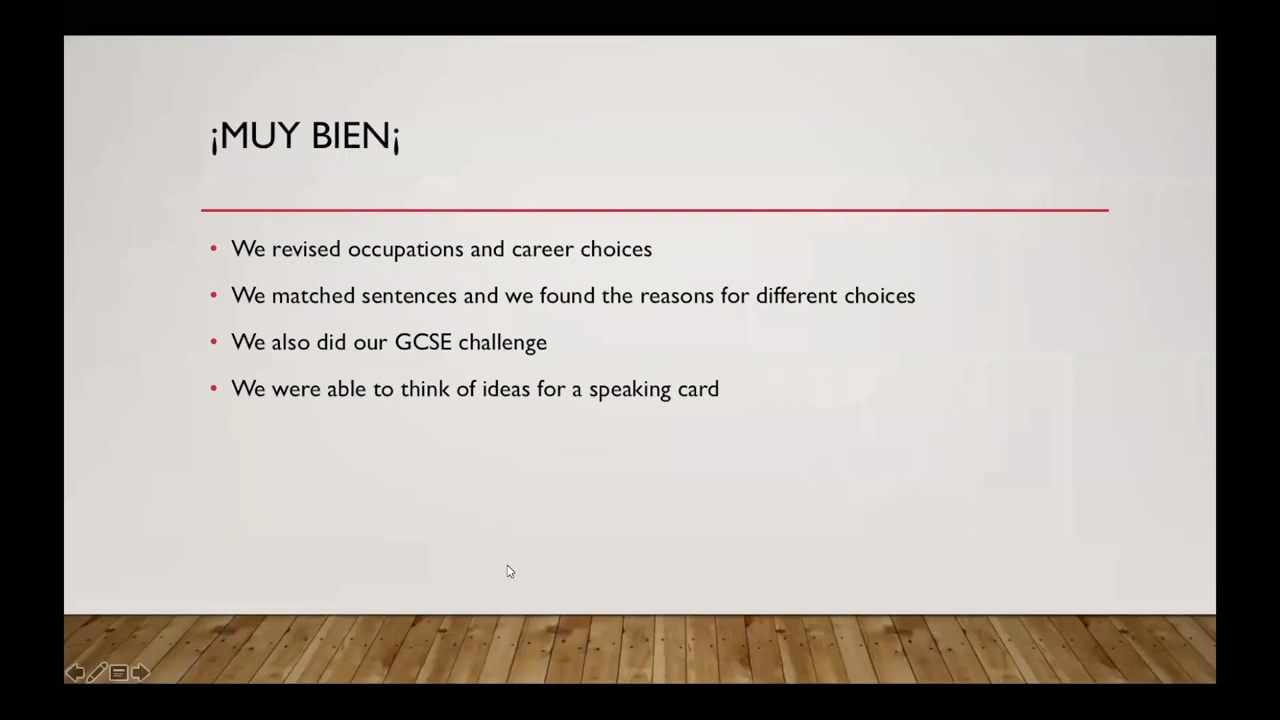 ¡MUY BIEN¡
• We revised occupations and career choices
• We matched sentences and we found the reasons for different choices
• We also did our GCSE challenge
• We were able to think of ideas for a speaking card